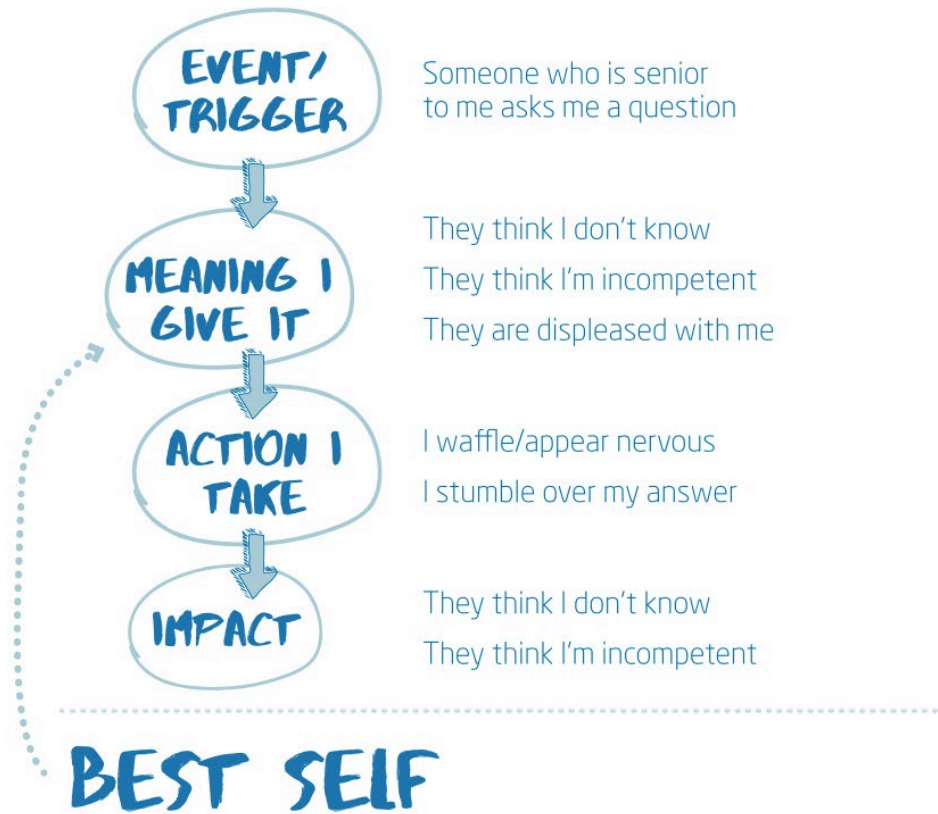 EVENT/
TRIGGER
Someone who is senior
to me asks me a question
MEANING I
GIVE IT
They think I don't know
They think I'm incompetent
They are displeased with me
ACTION I
TAKE
I waffle/appear nervous
I stumble over my answer
IMPACT
They think I don't know
They think I'm incompetent
BEST SELF